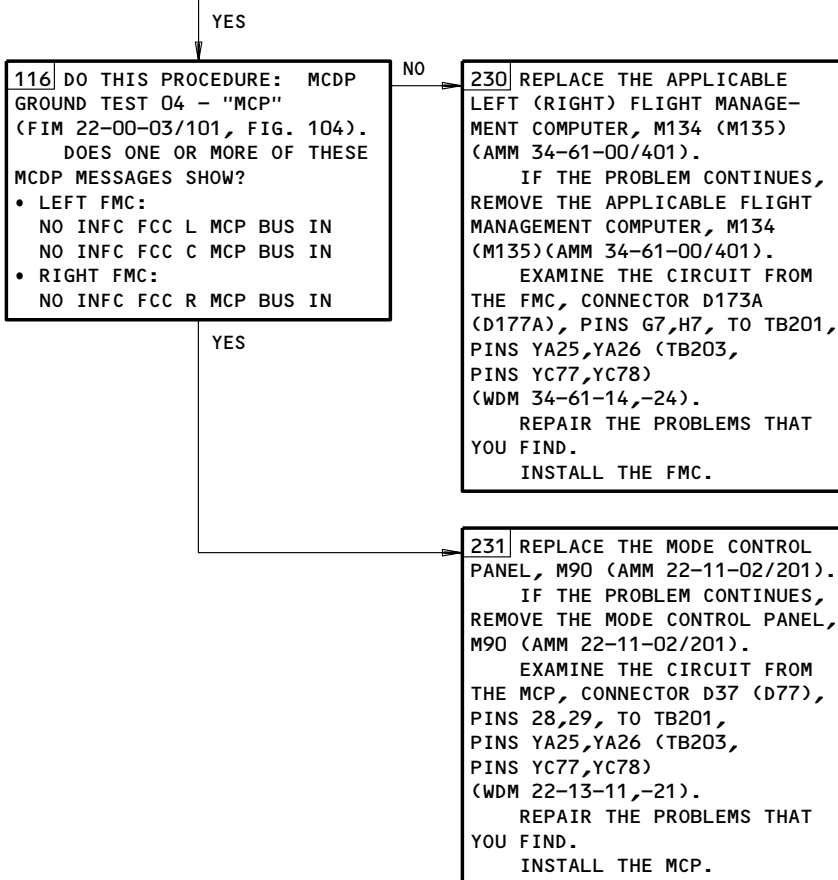 YES
116 DO THIS PROCEDURE: MCDP
GROUND TEST 04 – "MCP"
(FIM 22–00–03/101, FIG. 104).
DOES ONE OR MORE OF THESE
MCDP MESSAGES SHOW?
• LEFT FMC:
NO INFC FCC L MCP BUS IN
NO INFC FCC C MCP BUS IN
• RIGHT FMC:
NO INFC FCC R MCP BUS IN
NO
230 REPLACE THE APPLICABLE
LEFT (RIGHT) FLIGHT MANAGE–
MENT COMPUTER, M134 (M135)
(AMM 34–61–00/401).
IF THE PROBLEM CONTINUES,
REMOVE THE APPLICABLE FLIGHT
MANAGEMENT COMPUTER, M134
(M135)(AMM 34–61–00/401).
EXAMINE THE CIRCUIT FROM
THE FMC, CONNECTOR D173A
(D177A), PINS G7,H7, TO TB201,
PINS YA25,YA26 (TB203,
PINS YC77,YC78)
(WDM 34–61–14,–24).
REPAIR THE PROBLEMS THAT
YOU FIND.
INSTALL THE FMC.
YES
231 REPLACE THE MODE CONTROL
PANEL, M90 (AMM 22–11–02/201).
IF THE PROBLEM CONTINUES,
REMOVE THE MODE CONTROL PANEL,
M90 (AMM 22–11–02/201).
EXAMINE THE CIRCUIT FROM
THE MCP, CONNECTOR D37 (D77),
PINS 28,29, TO TB201,
PINS YA25,YA26 (TB203,
PINS YC77,YC78)
(WDM 22–13–11,–21).
REPAIR THE PROBLEMS THAT
YOU FIND.
INSTALL THE MCP.